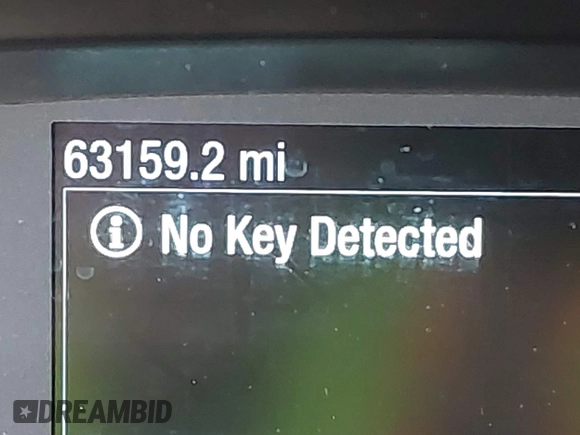 63159.2 mi
No Key Detected
DREAMBID